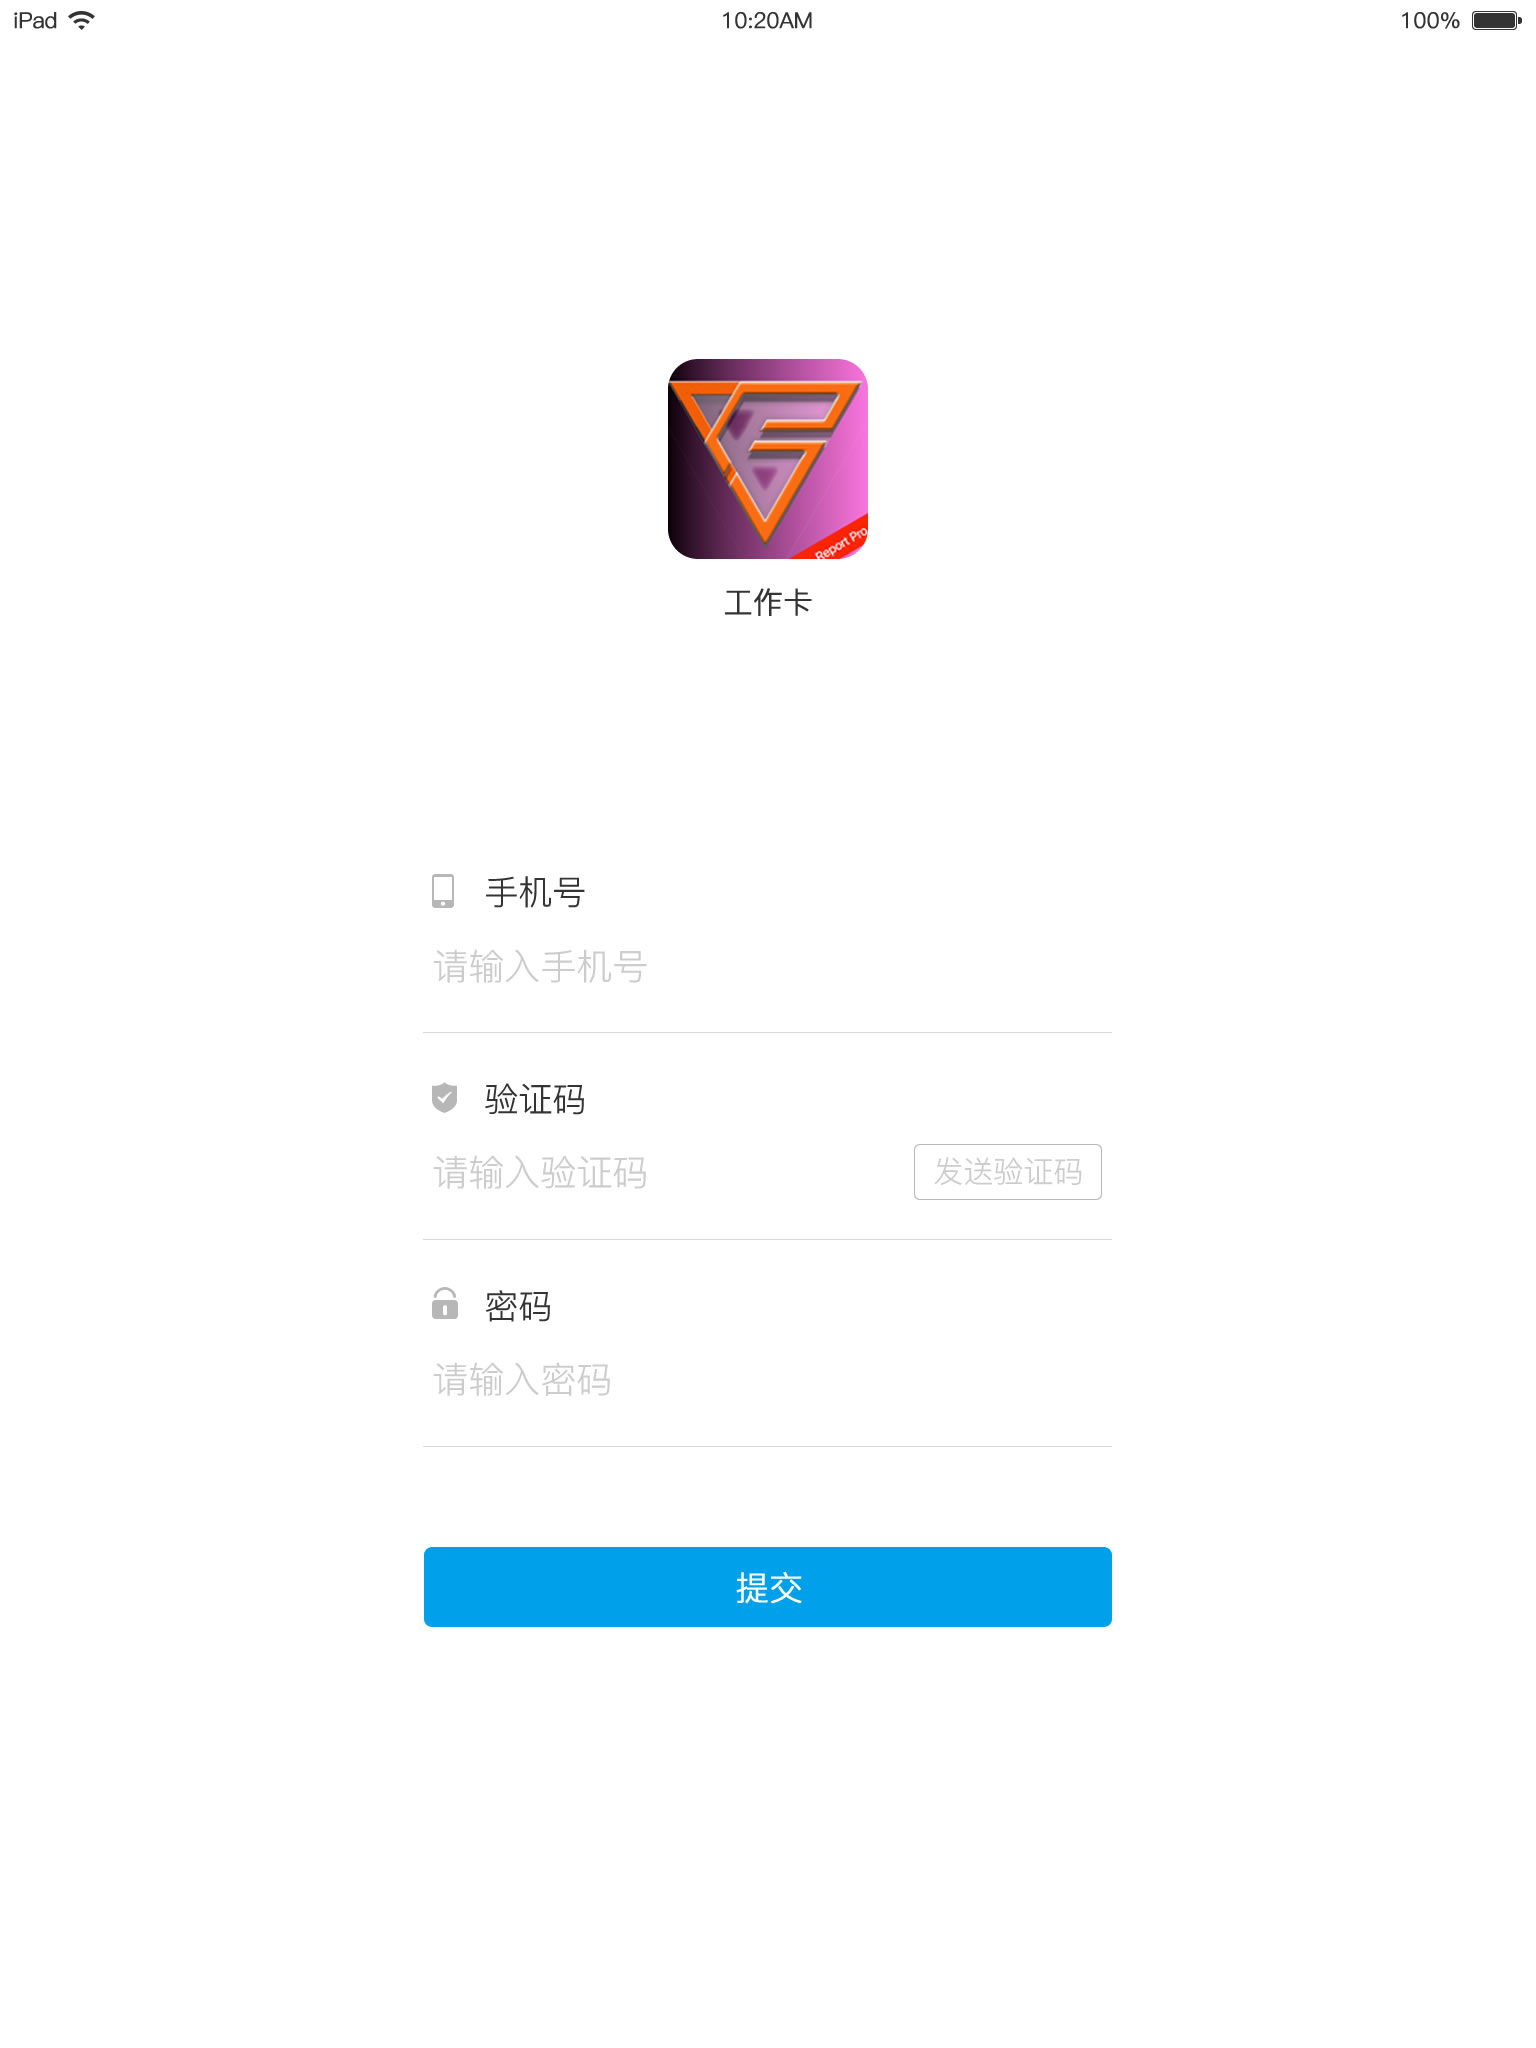 iPad 10:20AM 100%
Report Pro
工作卡
手机号
请输入手机号
验证码
请输入验证码 发送验证码
密码
请输入密码
提交